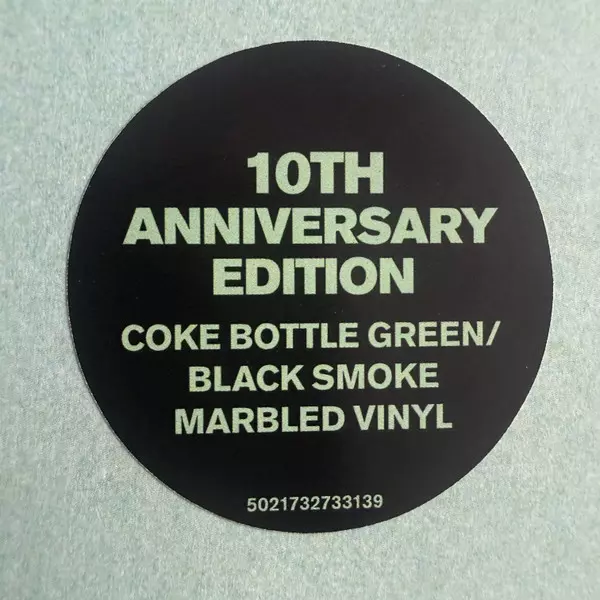 10TH
ANNIVERSARY
EDITION
COKE BOTTLE GREEN/
BLACK SMOKE
MARBLED VINYL
5021732733139